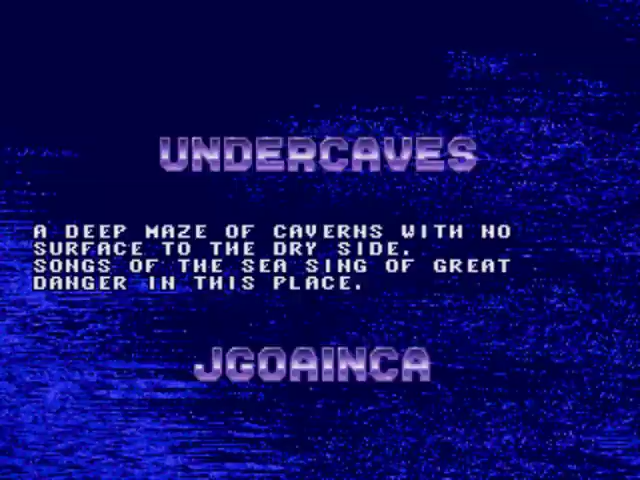 UNDERCAVES
A DEEP MAZE OF CAVERNS WITH NO
SURFACE TO THE DRY SIDE.
SONGS OF THE SEA SING OF GREAT
DANGER IN THIS PLACE.
JGOAINCA